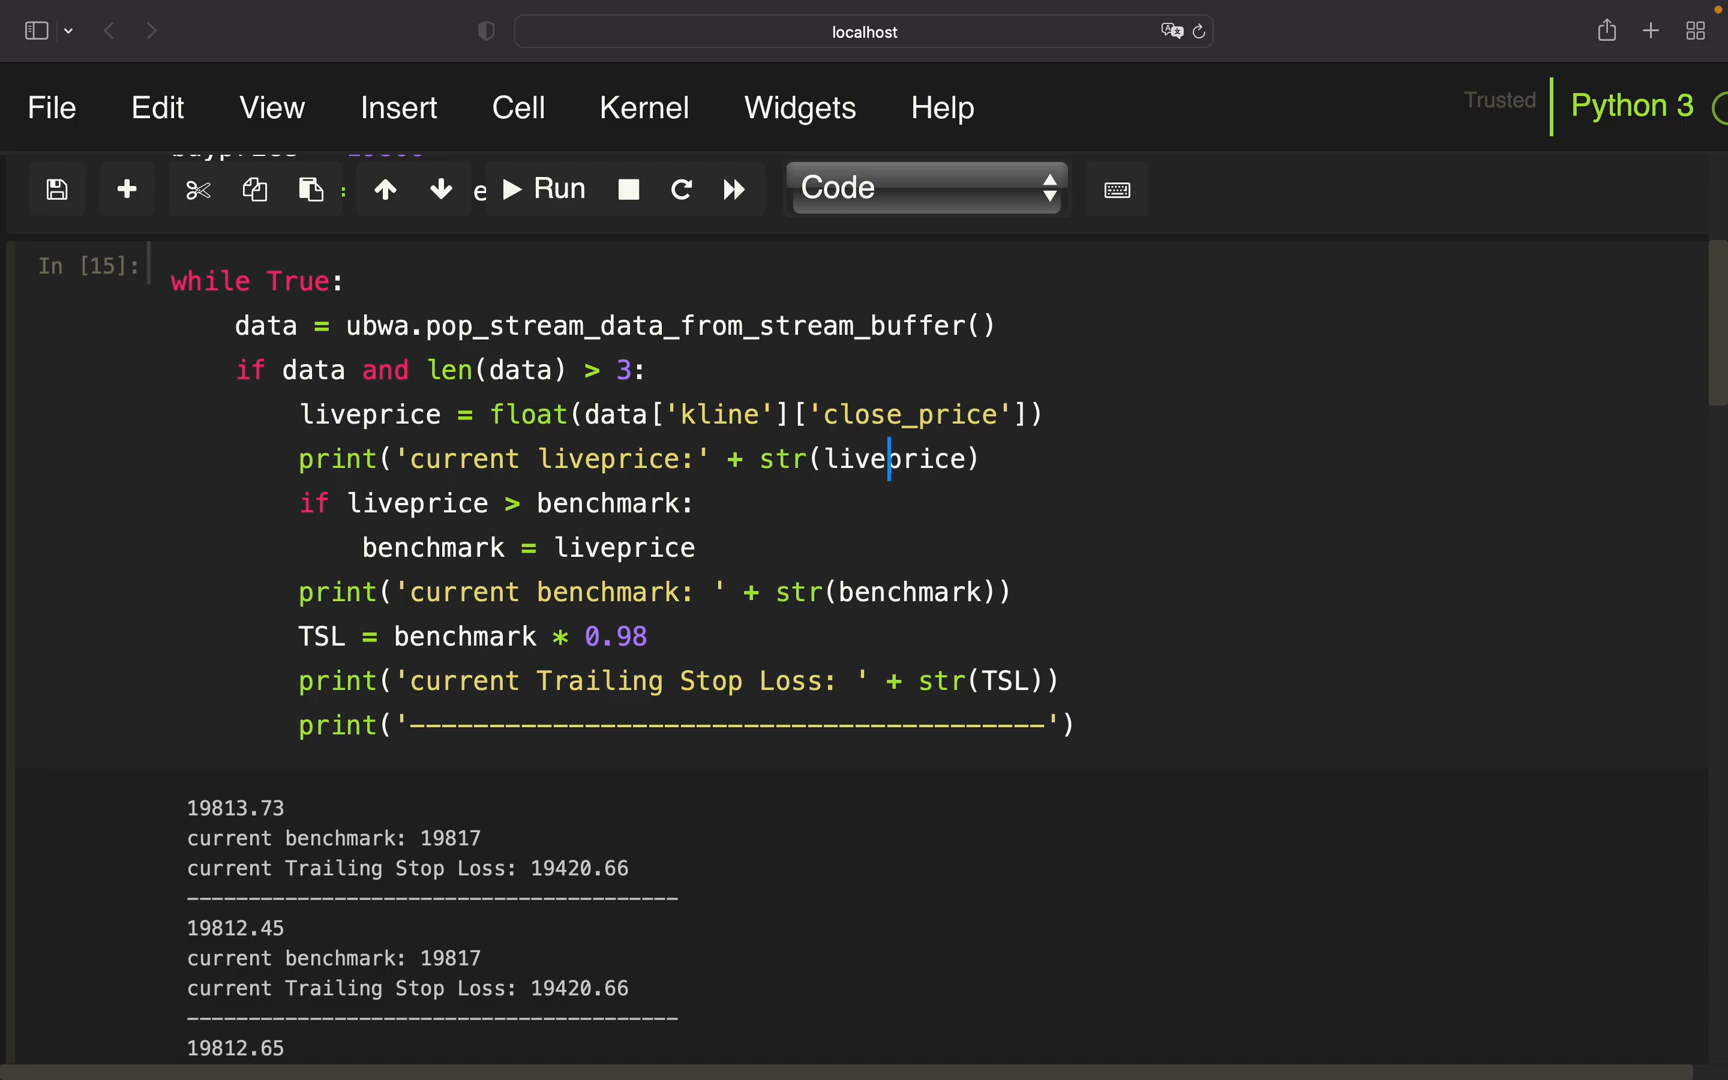 localhost
File Edit View Insert Cell Kernel Widgets Help Trusted Python 3
Run Code
In [15]:
while True:
data = ubwa.pop_stream_data_from_stream_buffer()
if data and len(data) > 3:
liveprice = float(data['kline']['close_price'])
print('current liveprice:' + str(liveprice)
if liveprice > benchmark:
benchmark = liveprice
print('current benchmark: ' + str(benchmark))
TSL = benchmark * 0.98
print('current Trailing Stop Loss: ' + str(TSL))
print('----------------------------------------')
19813.73
current benchmark: 19817
current Trailing Stop Loss: 19420.66
----------------------------------------
19812.45
current benchmark: 19817
current Trailing Stop Loss: 19420.66
----------------------------------------
19812.65